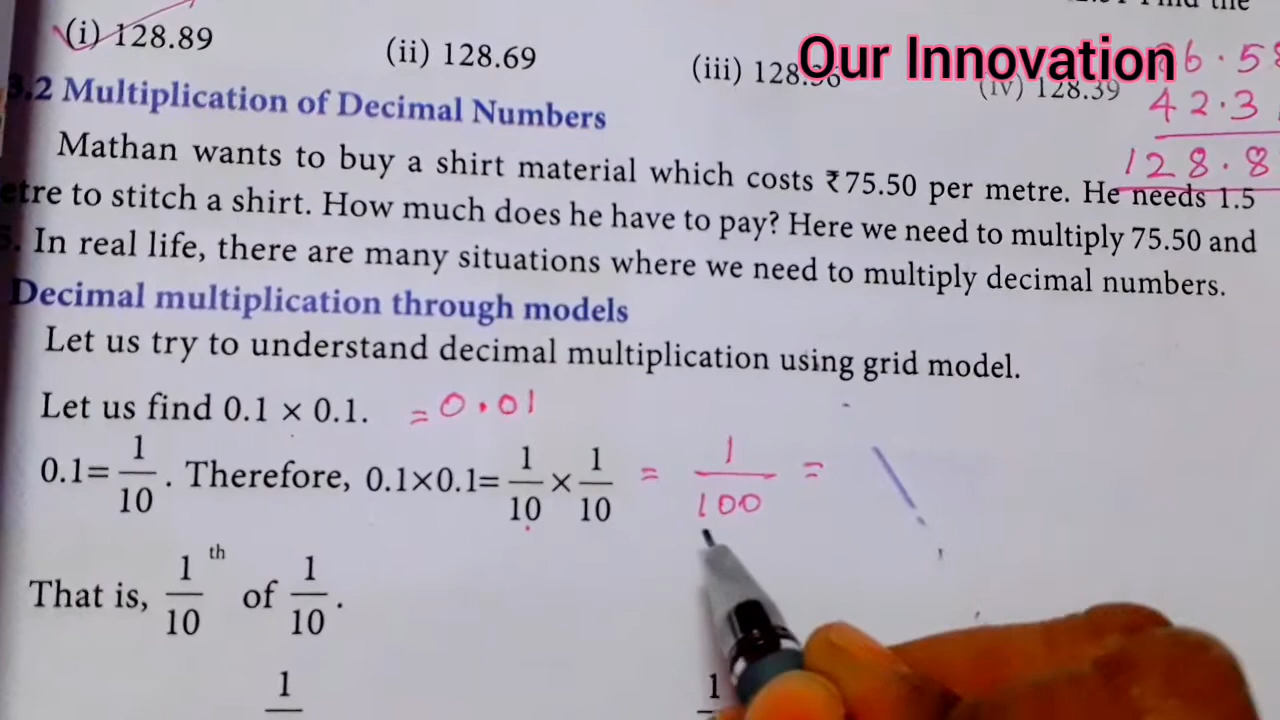 (i) 128.89 (ii) 128.69 (iii) 128.36 (iv) 128.39
Our Innovation
42.3
128.8
3.2 Multiplication of Decimal Numbers
Mathan wants to buy a shirt material which costs ₹75.50 per metre. He needs 1.5
etre to stitch a shirt. How much does he have to pay? Here we need to multiply 75.50 and
5. In real life, there are many situations where we need to multiply decimal numbers.
Decimal multiplication through models
Let us try to understand decimal multiplication using grid model.
Let us find 0.1 × 0.1. = 0.01
0.1= 1/10 . Therefore, 0.1×0.1= 1/10 × 1/10 = 1/100 =
That is, 1/10 th of 1/10 .
1 1